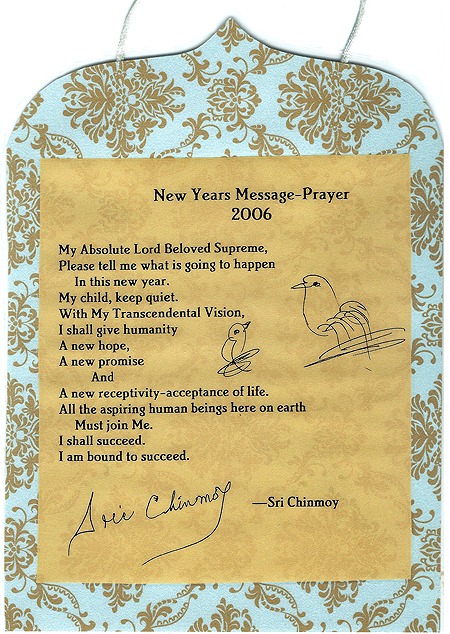 New Years Message-Prayer
2006
My Absolute Lord Beloved Supreme,
Please tell me what is going to happen
In this new year.
My child, keep quiet.
With My Transcendental Vision,
I shall give humanity
A new hope,
A new promise
And
A new receptivity-acceptance of life.
All the aspiring human beings here on earth
Must join Me.
I shall succeed.
I am bound to succeed.
Sri Chinmoy
—Sri Chinmoy